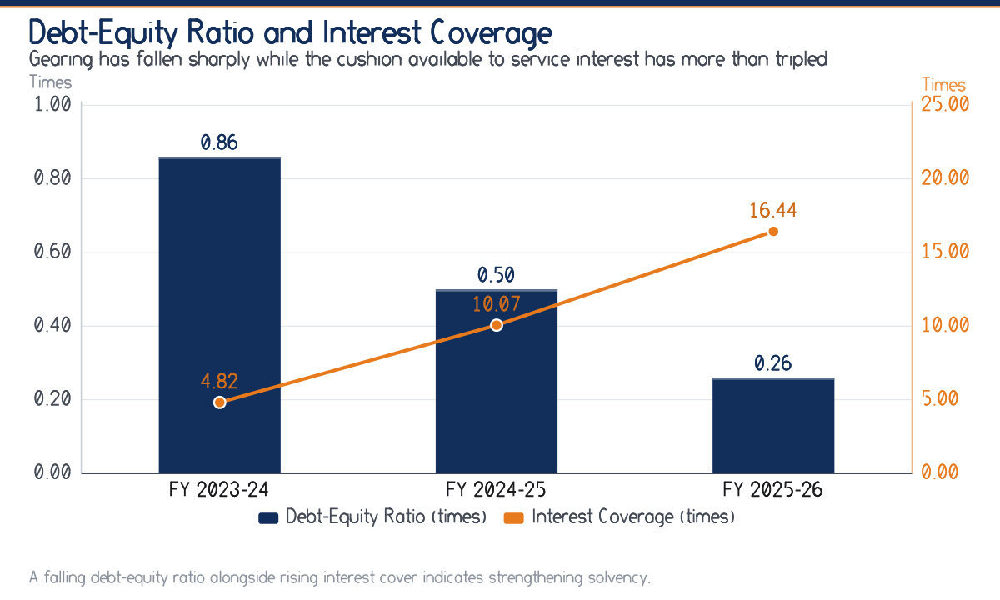 Debt-Equity Ratio and Interest Coverage
Gearing has fallen sharply while the cushion available to service interest has more than tripled
Times
Times
1.00
25.00
0.86
0.80
20.00
16.44
0.60
15.00
0.50
10.07
0.40
10.00
0.26
4.82
0.20
5.00
0.00
0.00
FY 2023-24
FY 2024-25
FY 2025-26
Debt-Equity Ratio (times)
Interest Coverage (times)
A falling debt-equity ratio alongside rising interest cover indicates strengthening solvency.